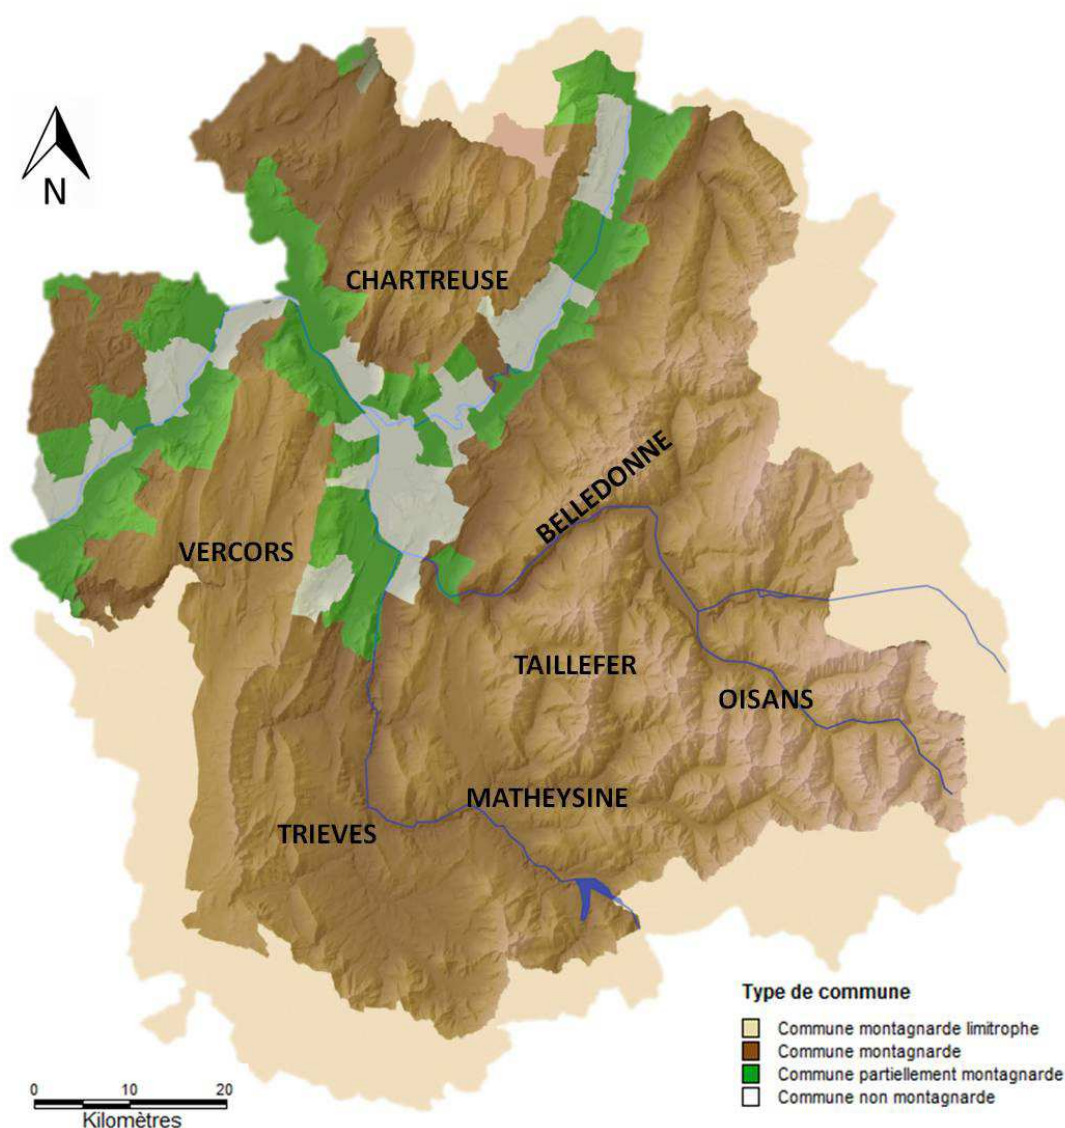 N
CHARTREUSE
BELLEDONNE
VERCORS
TAILLEFER
OISANS
MATHEYSINE
TRIEVES
Type de commune
Commune montagnarde limitrophe
Commune montagnarde
Commune partiellement montagnarde
Commune non montagnarde
0 10 20
Kilomètres